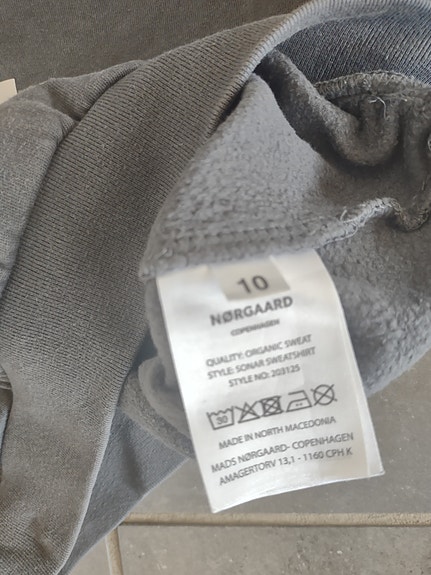 10
NØRGAARD
COPENHAGEN
QUALITY: ORGANIC SWEAT
STYLE: SONAR SWEATSHIRT
STYLE NO: 203125
30
MADE IN NORTH MACEDONIA
MADS NØRGAARD- COPENHAGEN
AMAGERTORV 13,1 - 1160 CPH K